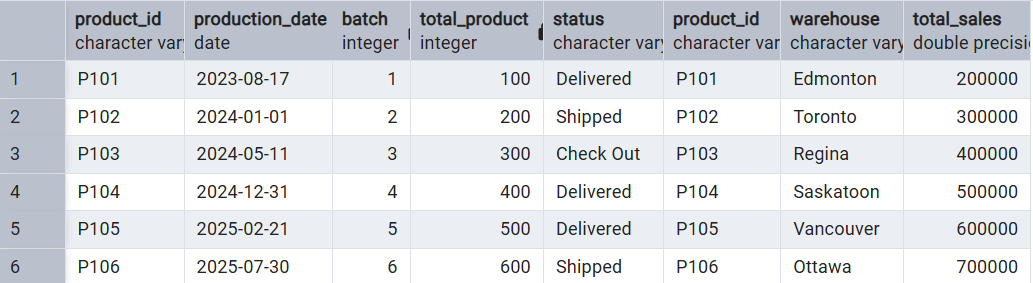 product_id production_date batch total_product status product_id warehouse total_sales
character vary date integer integer character vary character vary character vary double precisi
1 P101 2023-08-17 1 100 Delivered P101 Edmonton 200000
2 P102 2024-01-01 2 200 Shipped P102 Toronto 300000
3 P103 2024-05-11 3 300 Check Out P103 Regina 400000
4 P104 2024-12-31 4 400 Delivered P104 Saskatoon 500000
5 P105 2025-02-21 5 500 Delivered P105 Vancouver 600000
6 P106 2025-07-30 6 600 Shipped P106 Ottawa 700000